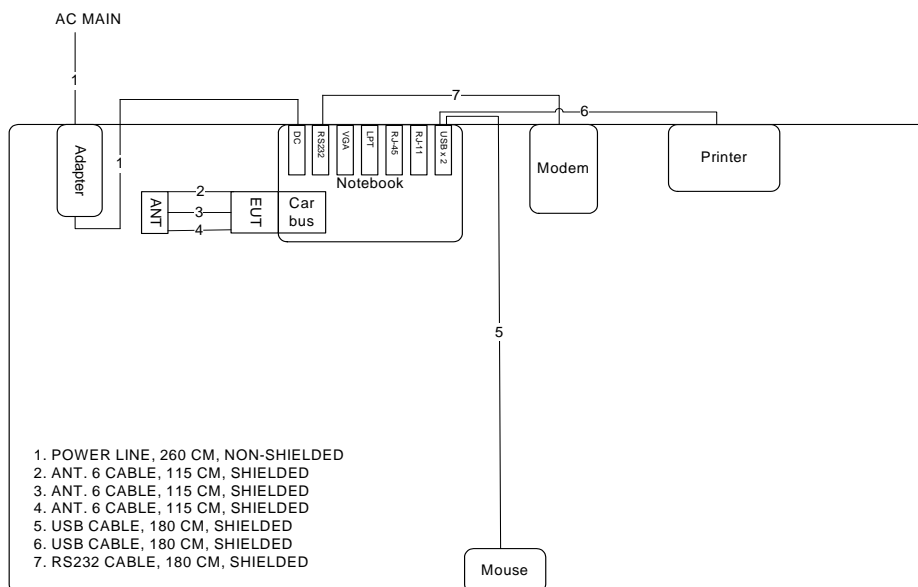 AC MAIN
1
7
6
Adapter
1
DC
RS232
VGA
LPT
RJ-45
RJ-11
USB x 2
Notebook
Modem
Printer
ANT
2
3
4
EUT
Car
bus
5
1. POWER LINE, 260 CM, NON-SHIELDED
2. ANT. 6 CABLE, 115 CM, SHIELDED
3. ANT. 6 CABLE, 115 CM, SHIELDED
4. ANT. 6 CABLE, 115 CM, SHIELDED
5. USB CABLE, 180 CM, SHIELDED
6. USB CABLE, 180 CM, SHIELDED
7. RS232 CABLE, 180 CM, SHIELDED
Mouse